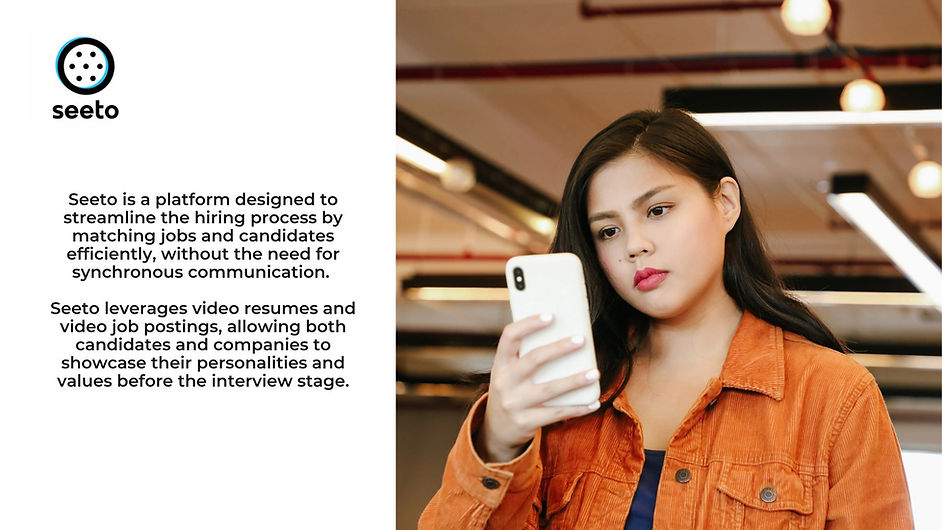 seeto
Seeto is a platform designed to
streamline the hiring process by
matching jobs and candidates
efficiently, without the need for
synchronous communication.
Seeto leverages video resumes and
video job postings, allowing both
candidates and companies to
showcase their personalities and
values before the interview stage.